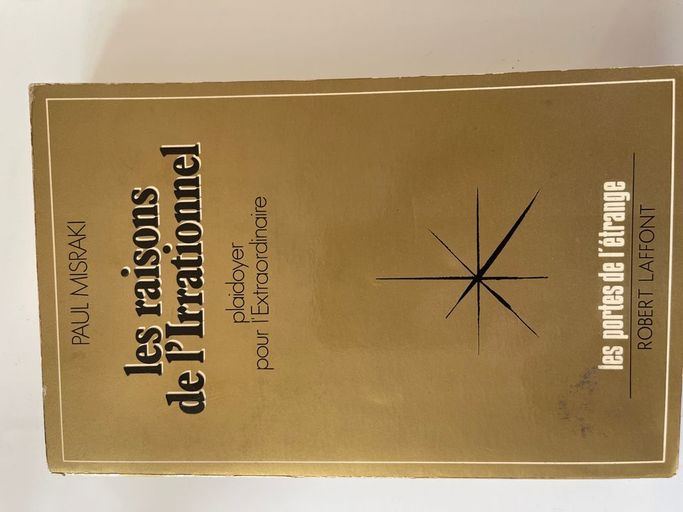 PAUL MISRAKI
les raisons
de l'Irrationnel
plaidoyer
pour l'Extraordinaire
les portes de l'étrange
ROBERT LAFFONT